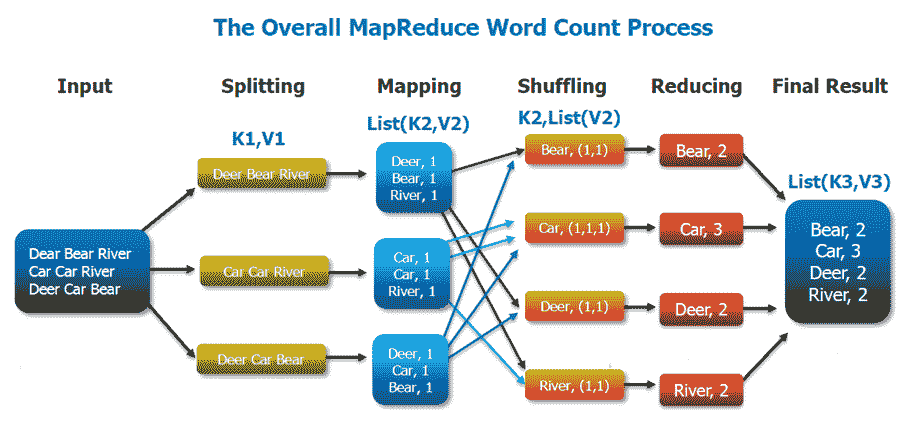 The Overall MapReduce Word Count Process
Input
Splitting
Mapping
Shuffling
Reducing
Final Result
K1,V1
List(K2,V2)
K2,List(V2)
List(K3,V3)
Dear Bear River
Car Car River
Deer Car Bear
Deer Bear River
Car Car River
Deer Car Bear
Deer, 1
Bear, 1
River, 1
Car, 1
Car, 1
River, 1
Deer, 1
Car, 1
Bear, 1
Bear, (1,1)
Car, (1,1,1)
Deer, (1,1)
River, (1,1)
Bear, 2
Car, 3
Deer, 2
River, 2
Bear, 2
Car, 3
Deer, 2
River, 2